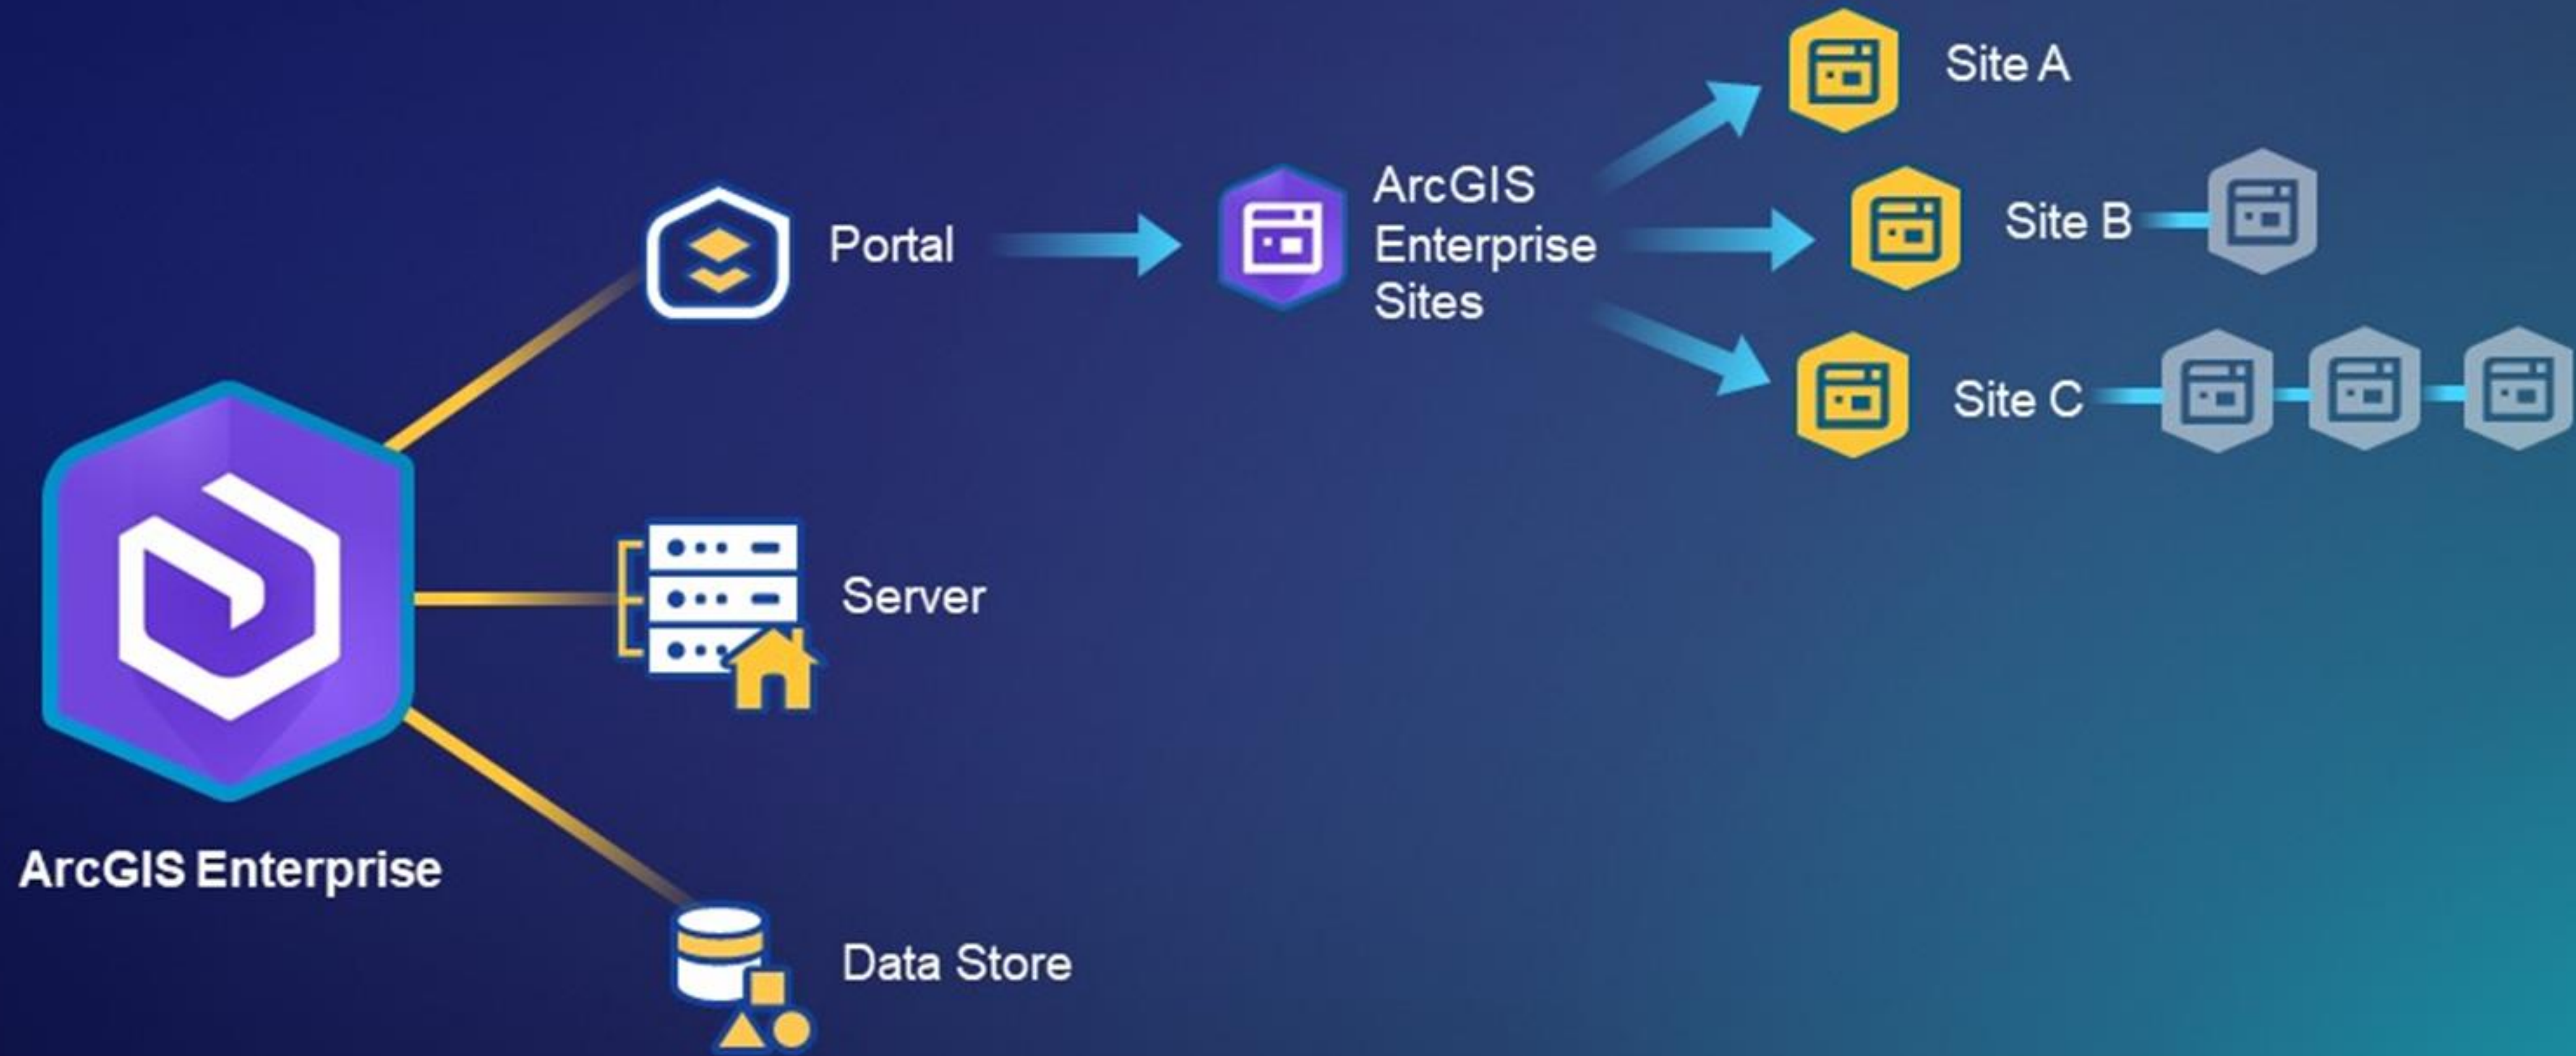 Site A
ArcGIS
Enterprise
Sites
Portal
Site B
Site C
Server
ArcGIS Enterprise
Data Store